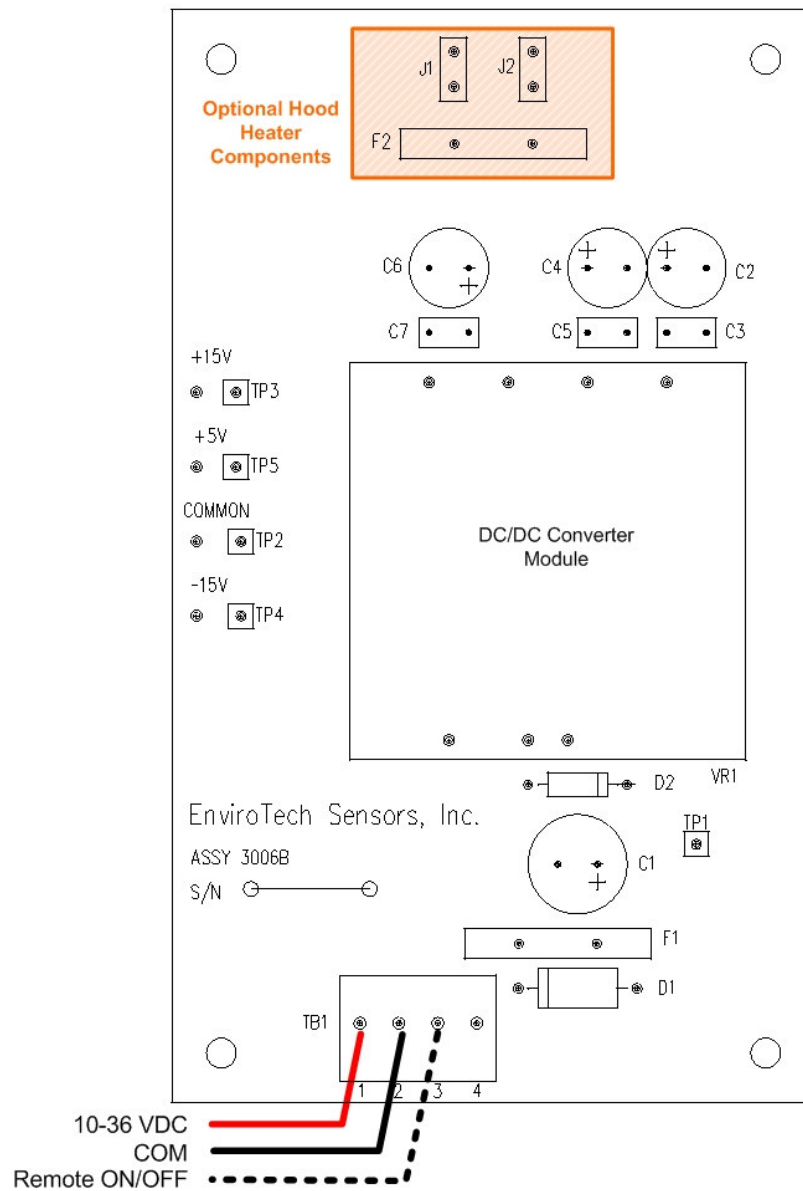 J1
J2
Optional Hood
Heater
Components
F2
C6
C4
C2
C7
C5
C3
+15V
TP3
+5V
TP5
COMMON
TP2
-15V
TP4
DC/DC Converter
Module
VR1
D2
EnviroTech Sensors, Inc.
TP1
ASSY 3006B
C1
S/N
F1
D1
TB1
1 2 3 4
10-36 VDC
COM
Remote ON/OFF